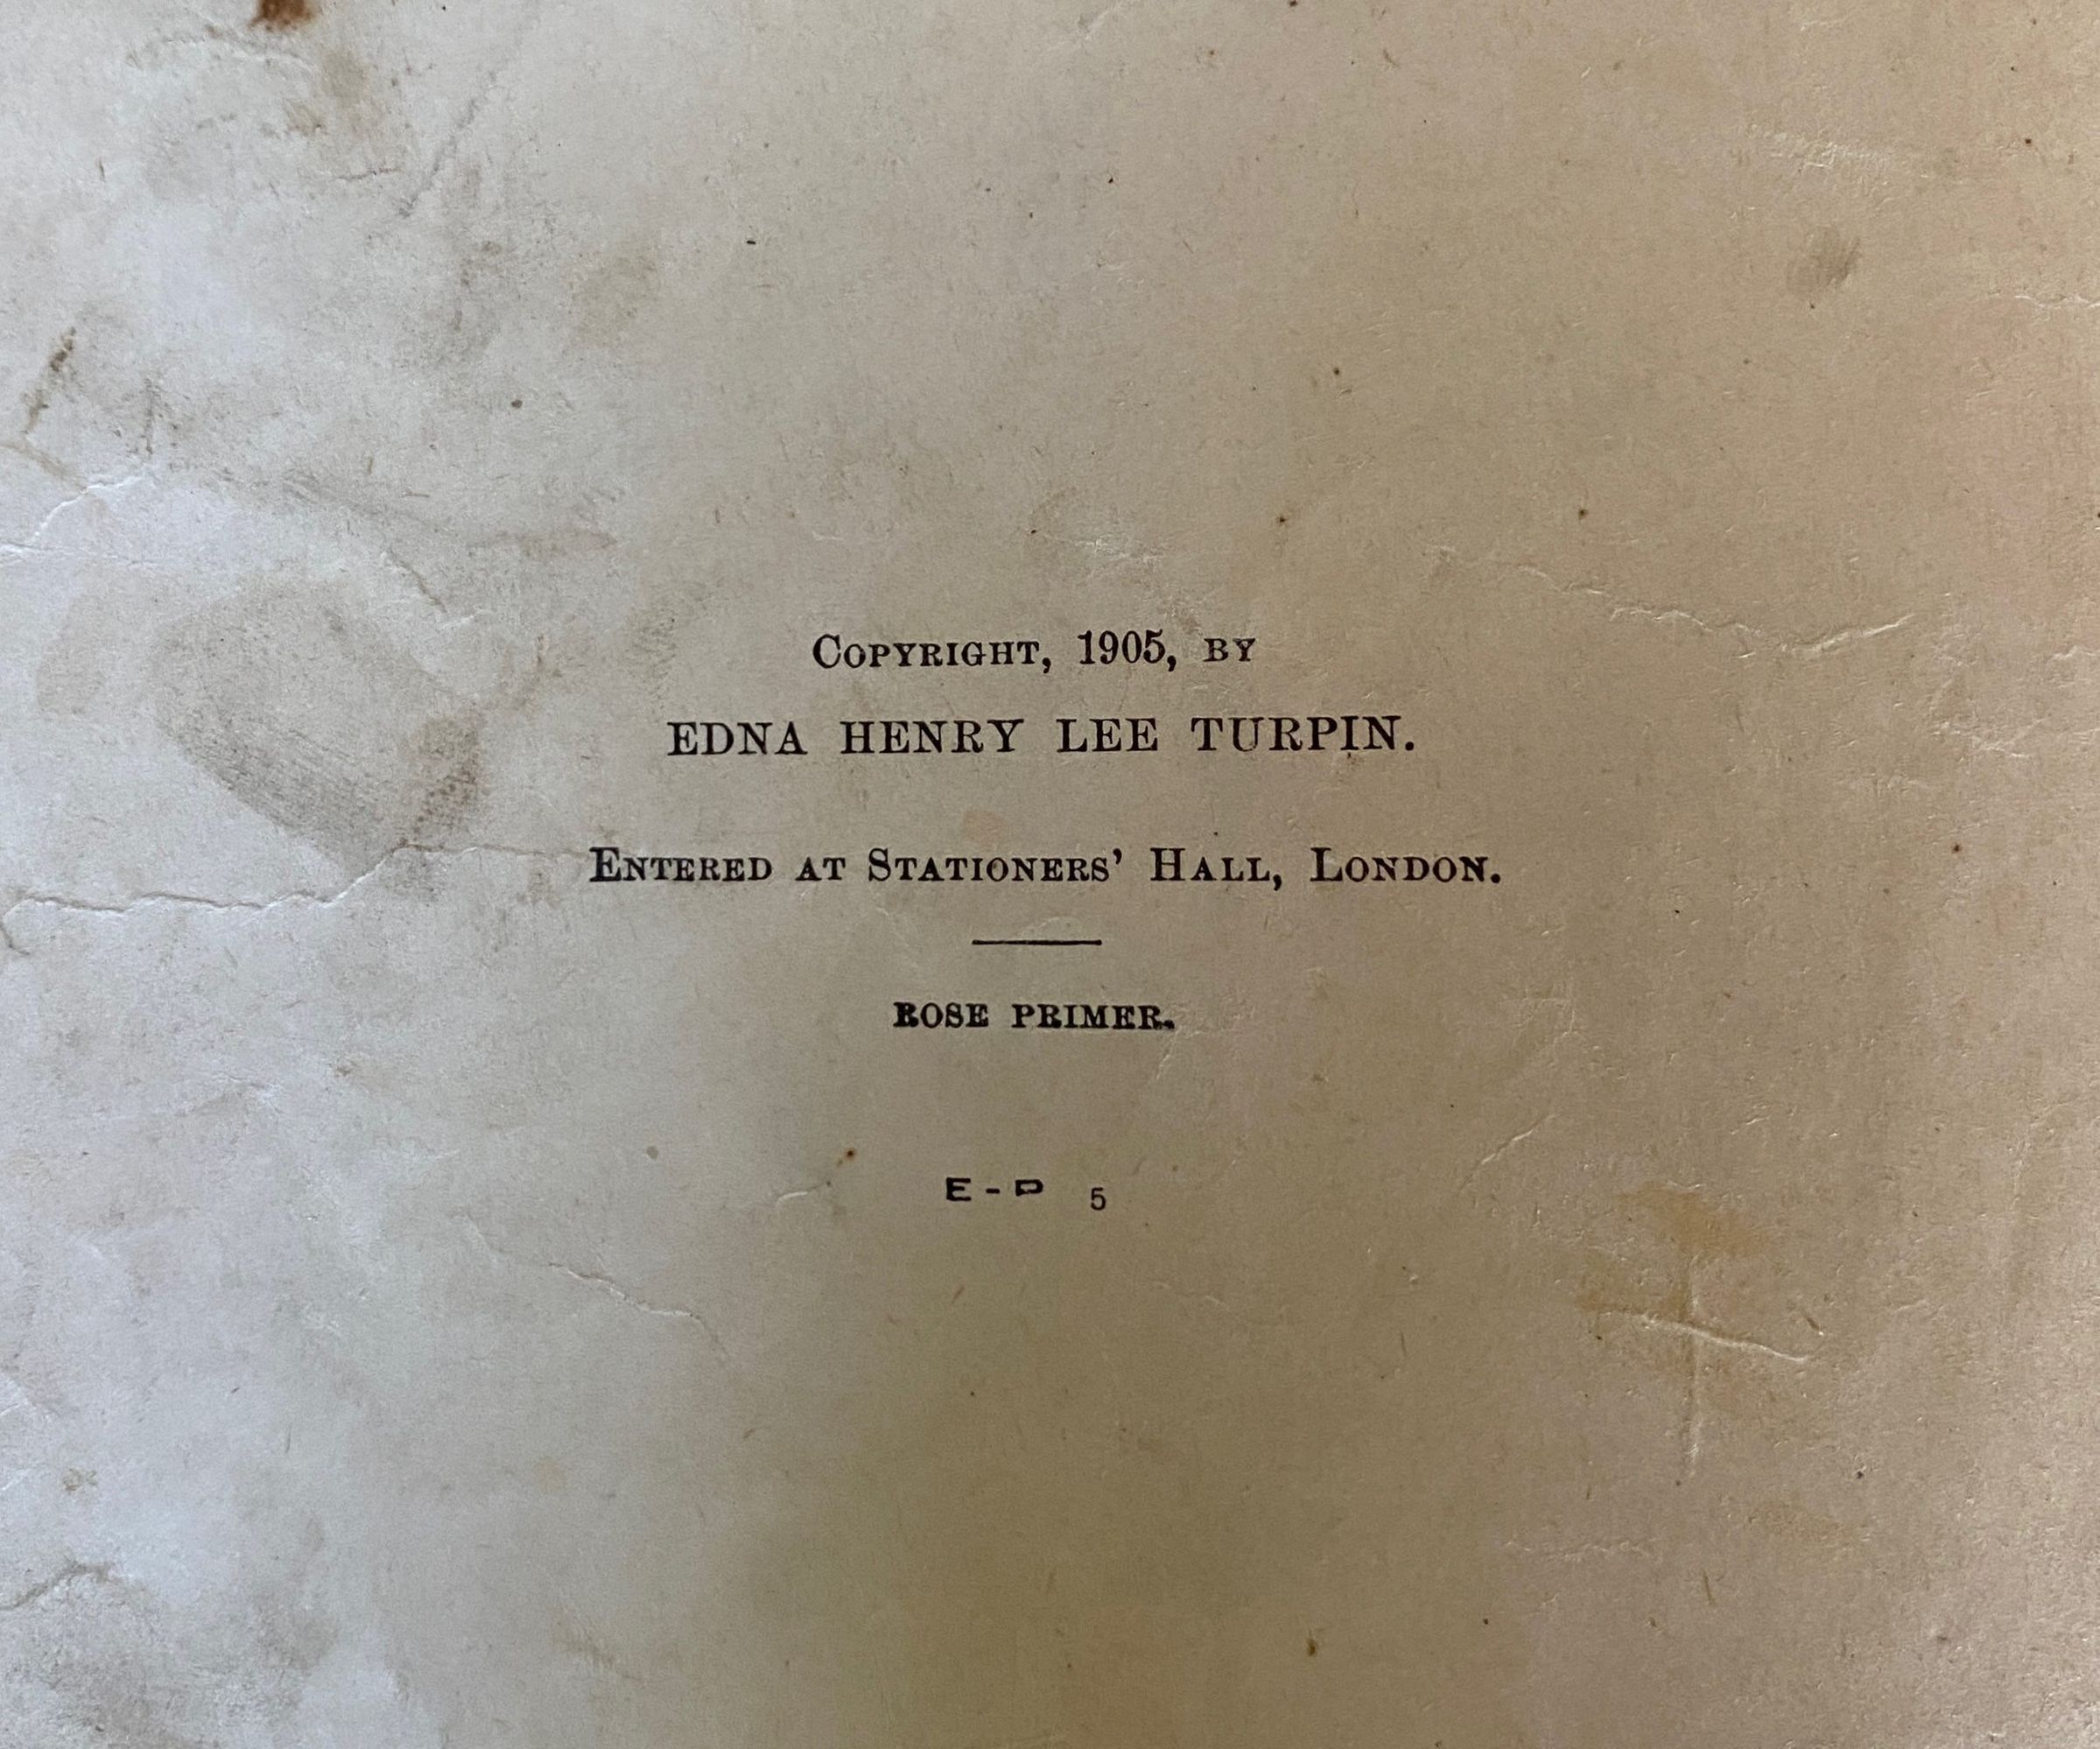 Copyright, 1905, by
EDNA HENRY LEE TURPIN.
Entered at Stationers' Hall, London.
ROSE PRIMER.
E-P 5